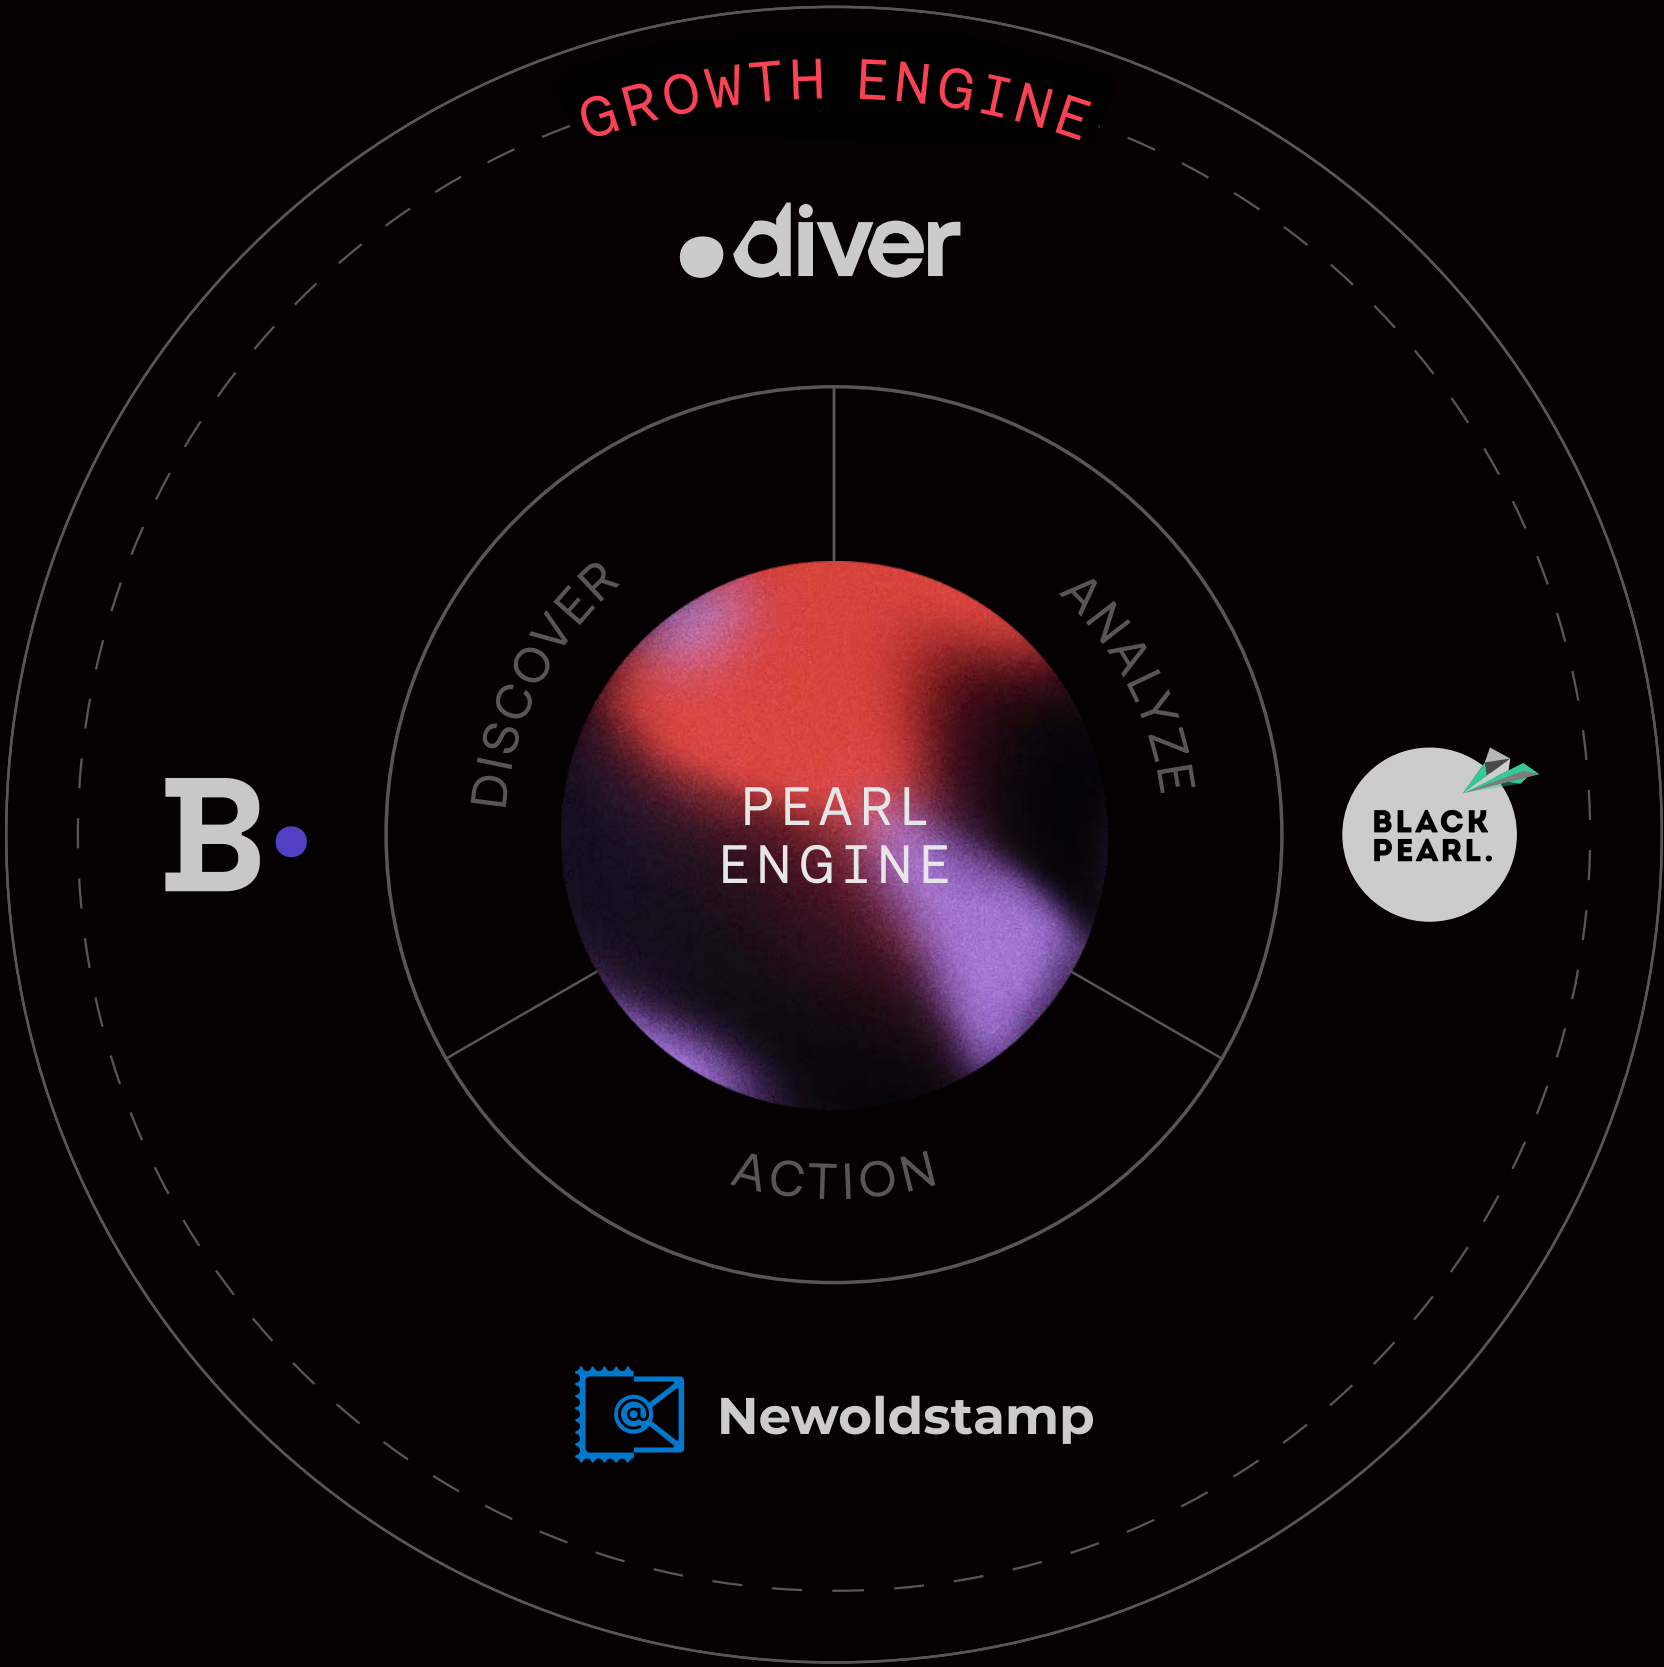 GROWTH ENGINE
diver
DISCOVER
ANALYZE
PEARL
ENGINE
B
BLACK
PEARL.
ACTION
@
Newoldstamp